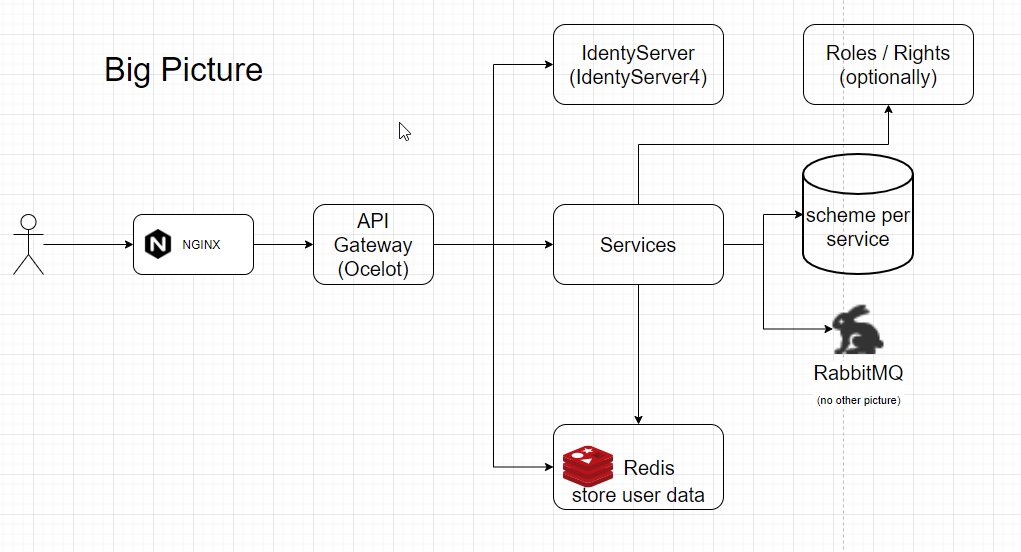 Big Picture
IdentyServer
(IdentyServer4)
Roles / Rights
(optionally)
NGINX
API
Gateway
(Ocelot)
Services
scheme per
service
RabbitMQ
(no other picture)
Redis
store user data